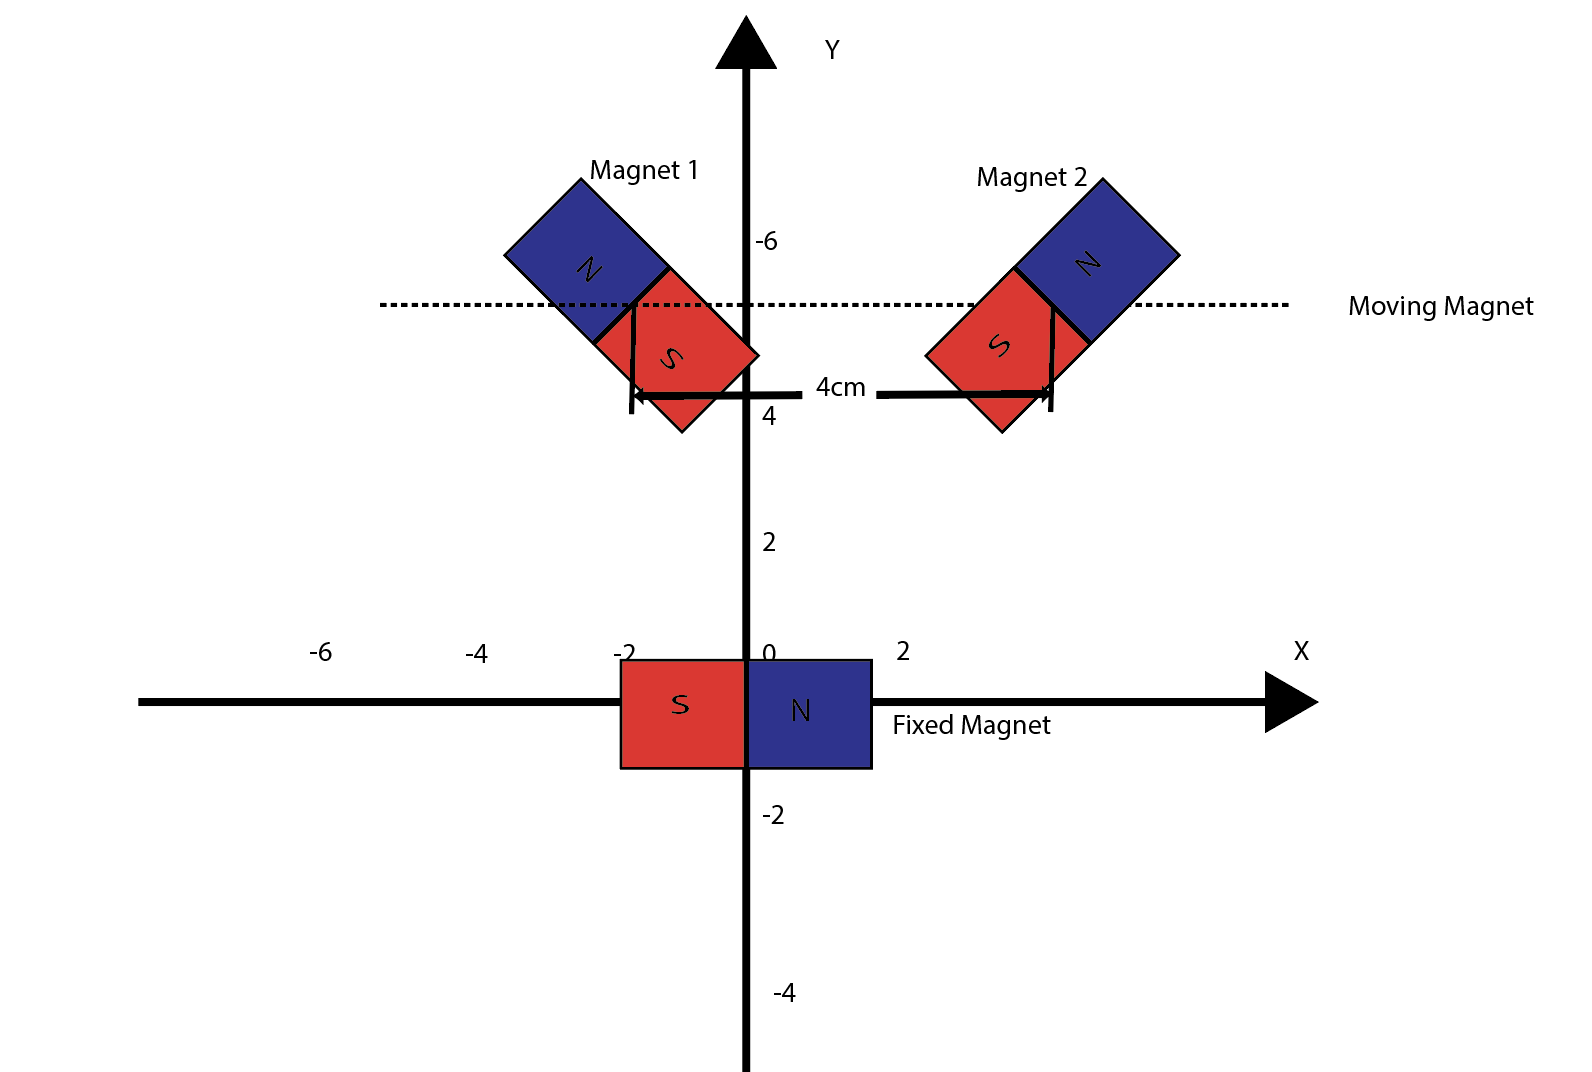 Y
Magnet 1
Magnet 2
-6
N
N
Moving Magnet
S
S
4cm
4
2
-6
-4
-2
0
2
X
S
N
Fixed Magnet
-2
-4